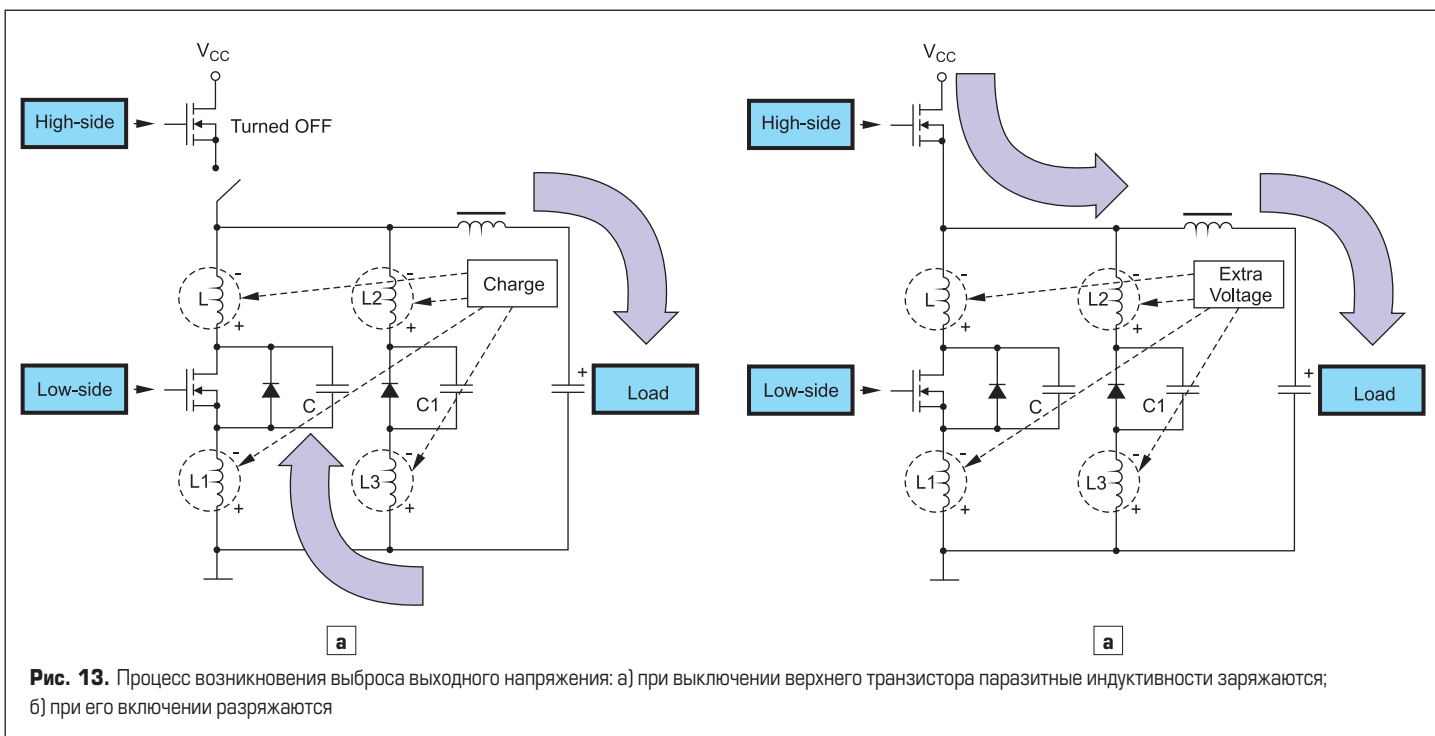 V_CC
High-side
Turned OFF
L
L2
Charge
-
-
+
+
Low-side
C
C1
+
Load
L1
L3
-
-
+
+
a
V_CC
High-side
L
L2
Extra
Voltage
-
-
+
+
Low-side
C
C1
+
Load
L1
L3
-
-
+
+
a
Рис. 13. Процесс возникновения выброса выходного напряжения: а) при выключении верхнего транзистора паразитные индуктивности заряжаются;
б) при его включении разряжаются